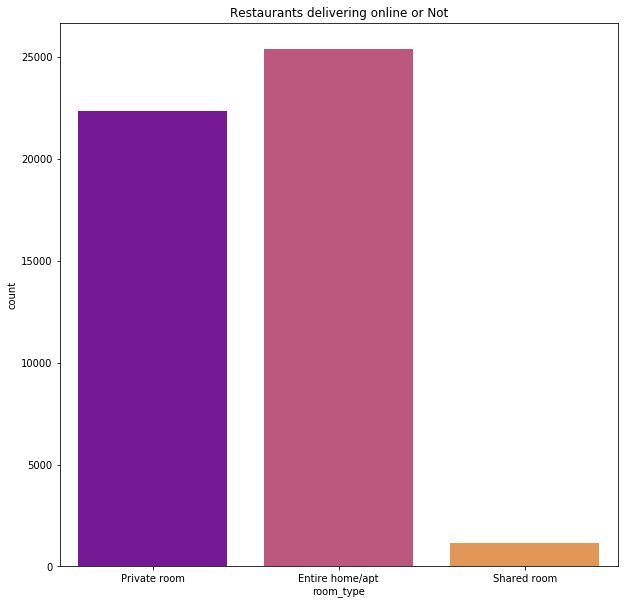 Restaurants delivering online or Not
25000
20000
15000
10000
5000
0
count
Private room
Entire home/apt
Shared room
room_type